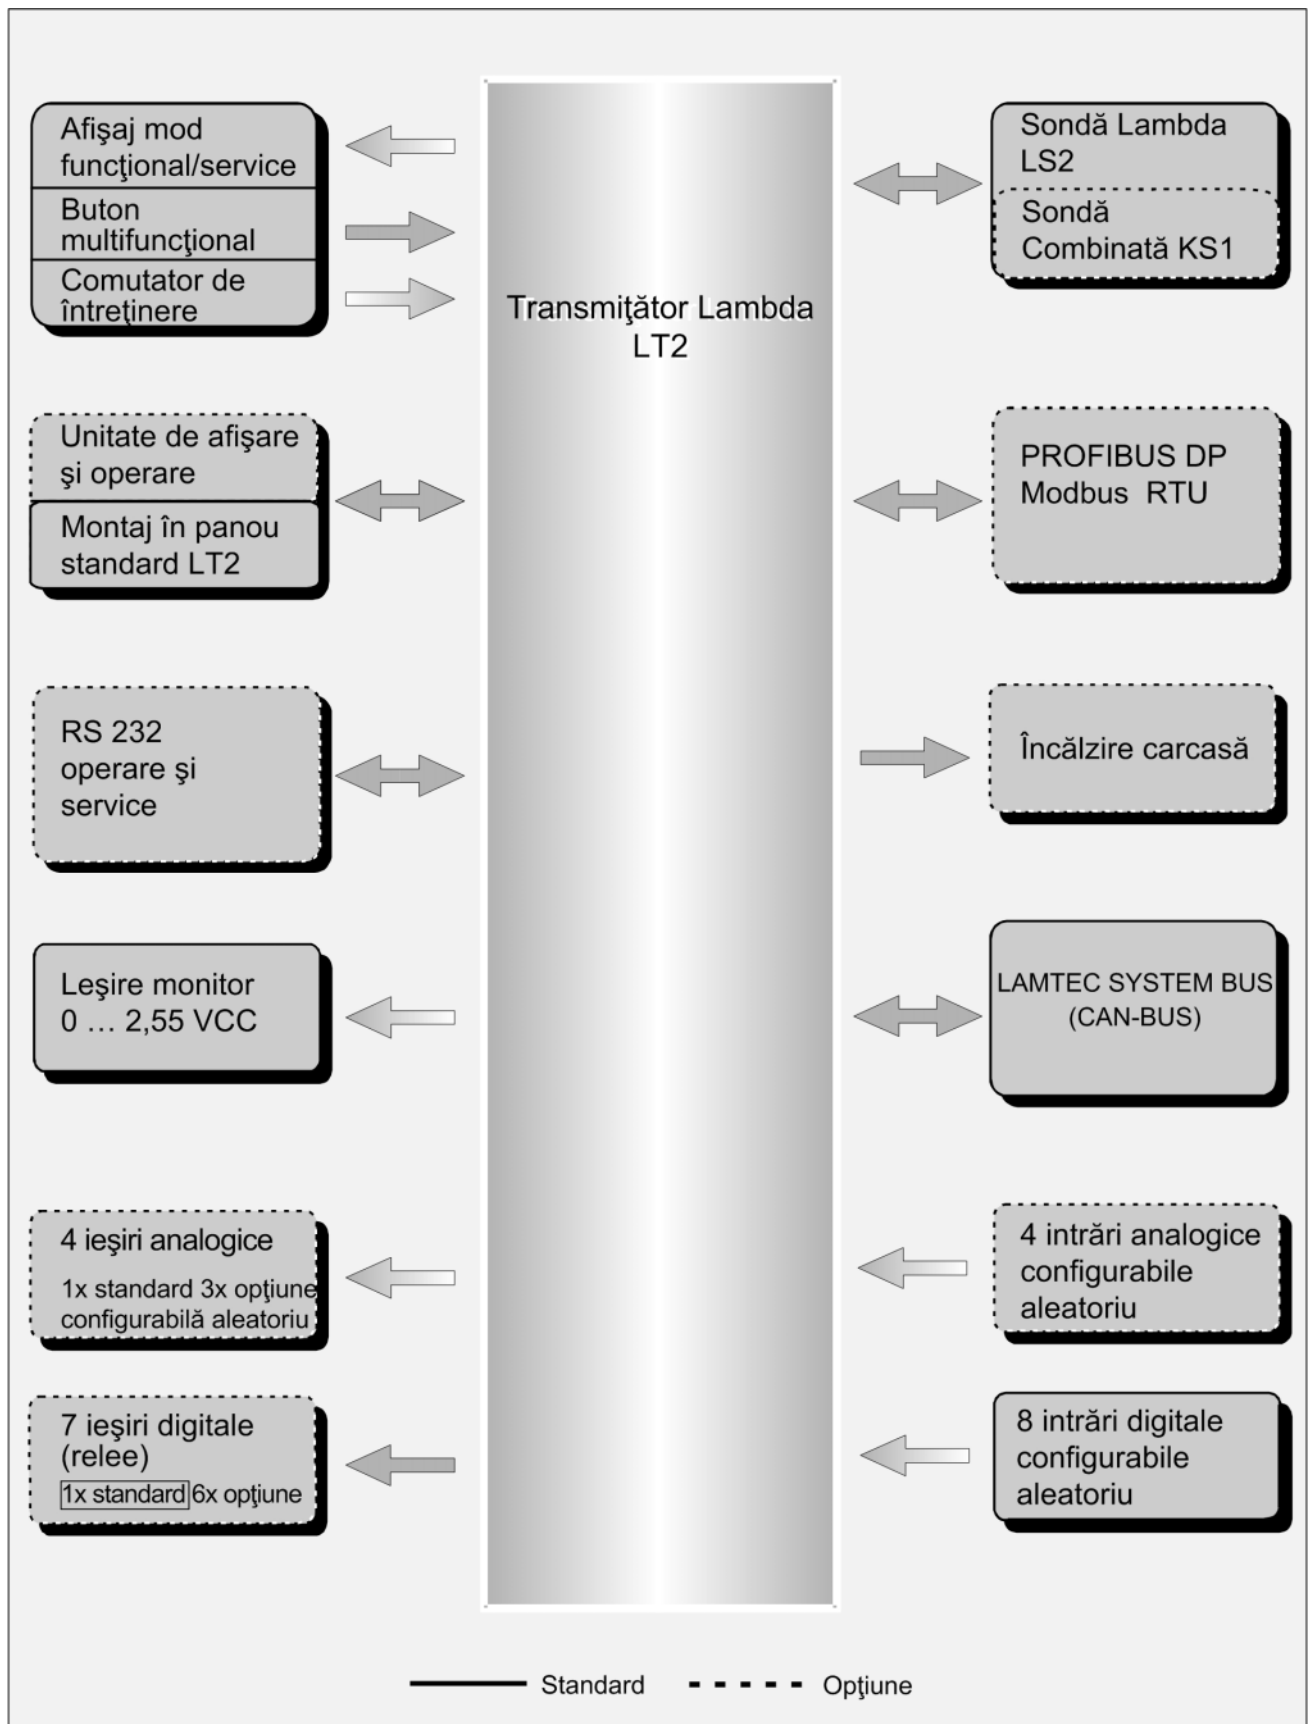 Afişaj mod
funcţional/service
Buton
multifuncţional
Comutator de
întreţinere
Unitate de afişare
şi operare
Montaj în panou
standard LT2
RS 232
operare şi
service
Leşire monitor
0 … 2,55 VCC
4 ieşiri analogice
1x standard 3x opţiune
configurabilă aleatoriu
7 ieşiri digitale
(relee)
1x standard 6x opţiune
Transmiţător Lambda
LT2
Sondă Lambda
LS2
Sondă
Combinată KS1
PROFIBUS DP
Modbus RTU
Încălzire carcasă
LAMTEC SYSTEM BUS
(CAN-BUS)
4 intrări analogice
configurabile
aleatoriu
8 intrări digitale
configurabile
aleatoriu
Standard
Opţiune